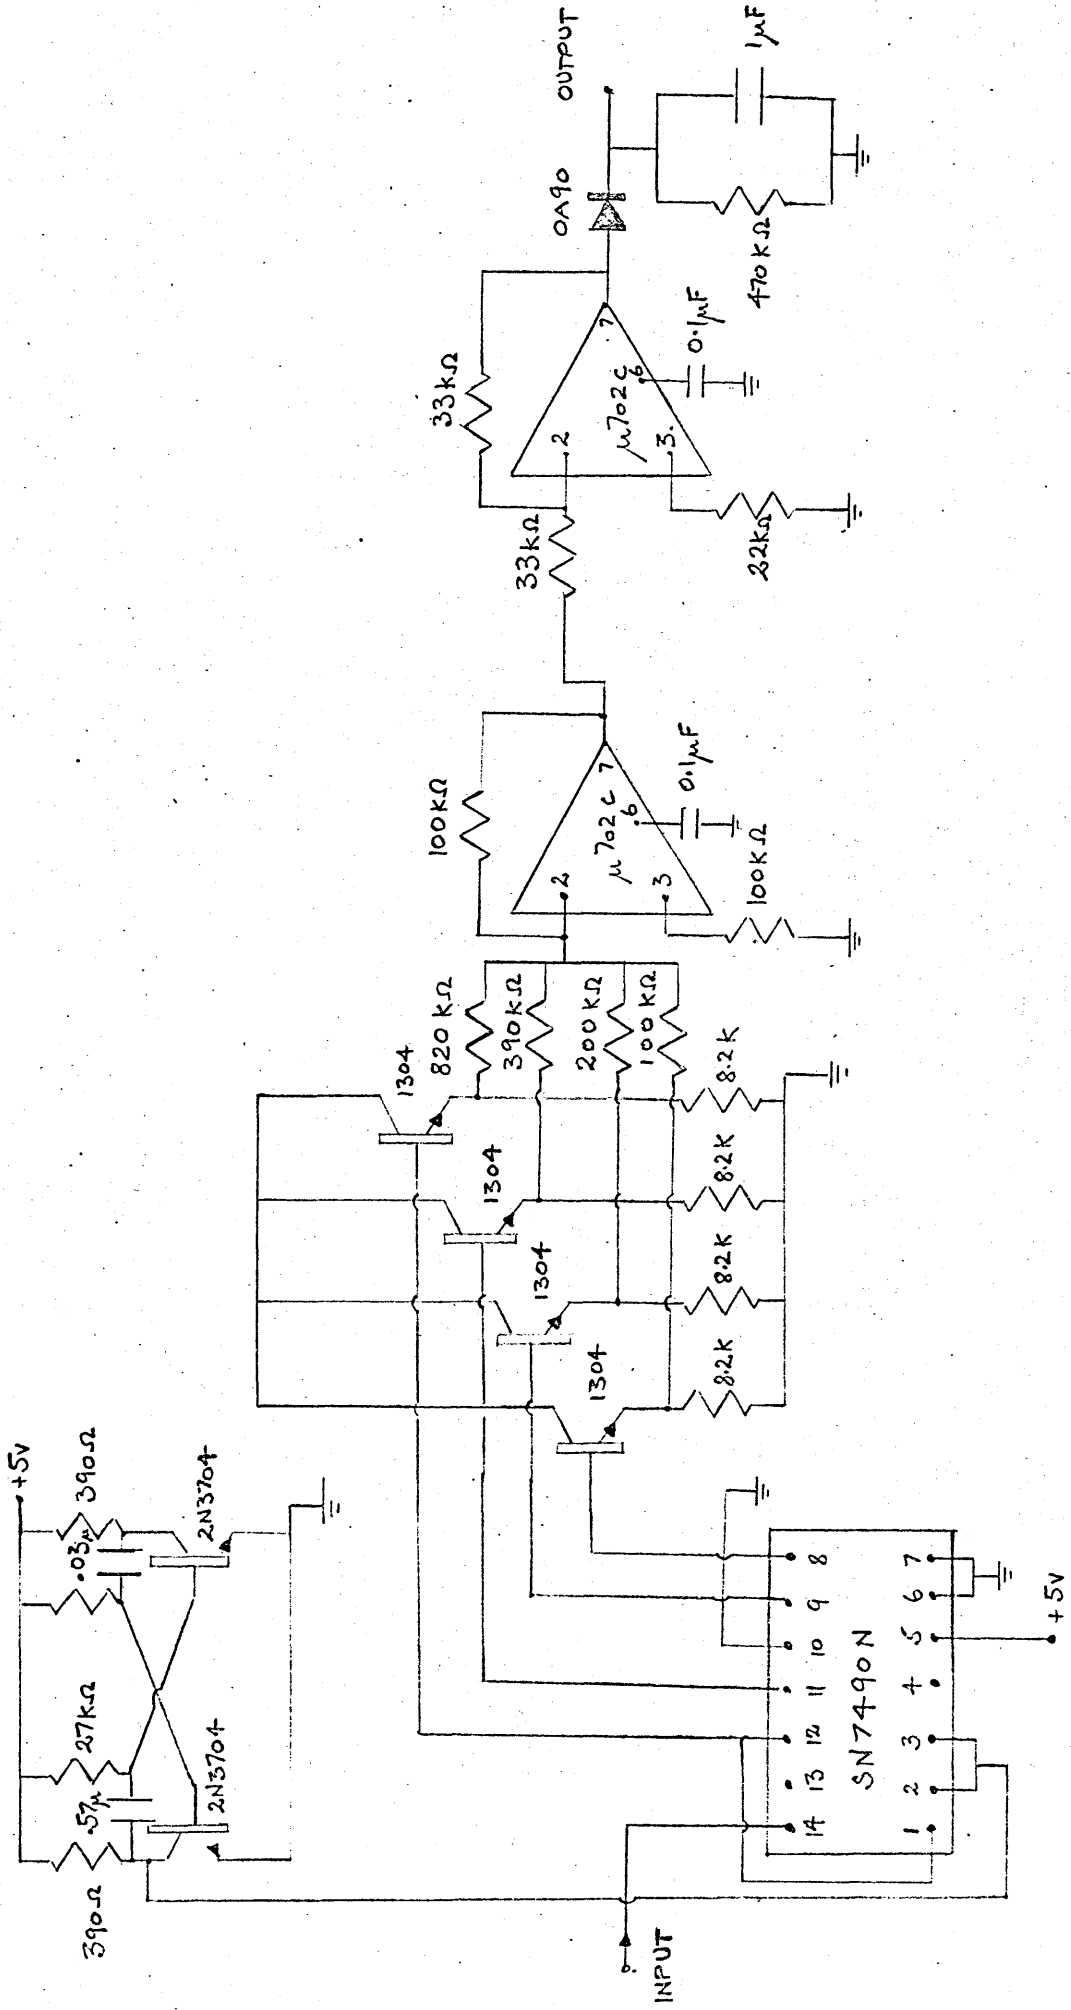 +5V
390Ω
.57μ
27KΩ
.03μ
390Ω
2N3704
2N3704
1304
1304
1304
1304
820KΩ
390KΩ
200KΩ
100KΩ
8.2K
8.2K
8.2K
8.2K
100KΩ
2
3
6
7
μ702C
0.1μF
100KΩ
33KΩ
33KΩ
2
3.
6
7
μ702C
0.1μF
22KΩ
OA90
OUTPUT
470KΩ
1μF
INPUT
14 13 12 11 10 9 8
SN7490N
1 2 3 4 5 6 7
+5V